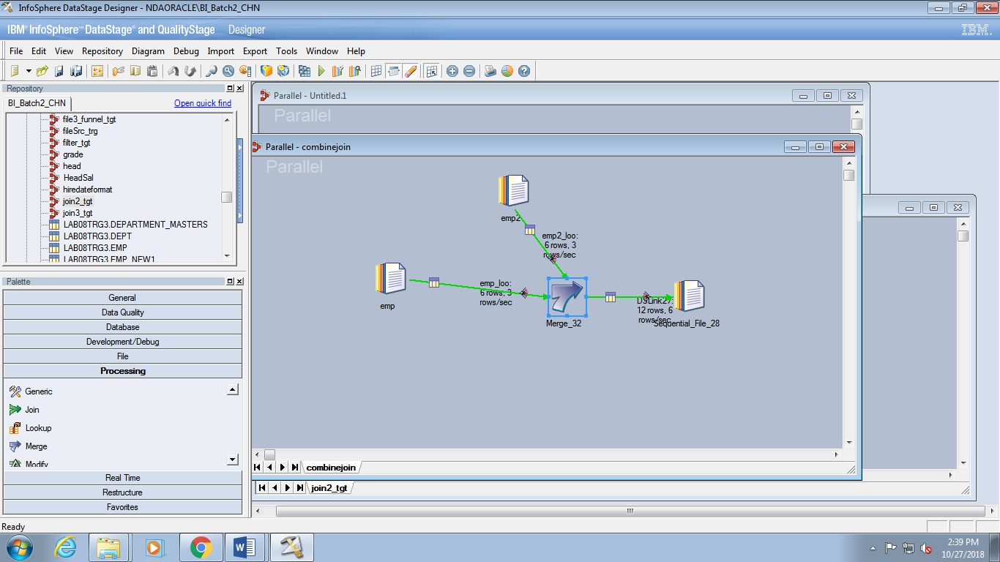 InfoSphere DataStage Designer - NDAORACLE\BI_Batch2_CHN
IBM® InfoSphere™ DataStage® and QualityStage Designer
IBM.
File Edit View Repository Diagram Debug Import Export Tools Window Help
Repository
BI_Batch2_CHN
Open quick find
file3_funnel_tgt
fileSrc_trg
filter_tgt
grade
head
HeadSal
hiredateformat
join2_tgt
join3_tgt
LAB08TRG3.DEPARTMENT_MASTERS
LAB08TRG3.DEPT
LAB08TRG3.EMP
LAB08TRG3.EMP_NEW1
Palette
General
Data Quality
Database
Development/Debug
File
Processing
Generic
Join
Lookup
Merge
Modify
Real Time
Restructure
Favorites
Parallel - Untitled.1
Parallel
Parallel - combinejoin
Parallel
emp2
emp2_loo:
6 rows, 3
rows/sec
emp
emp_loo:
6 rows, 3
rows/sec
Merge_32
DSLink27:
12 rows, 6
rows/sec
Sequential_File_28
combinejoin
join2_tgt
Ready
2:39 PM
10/27/2018